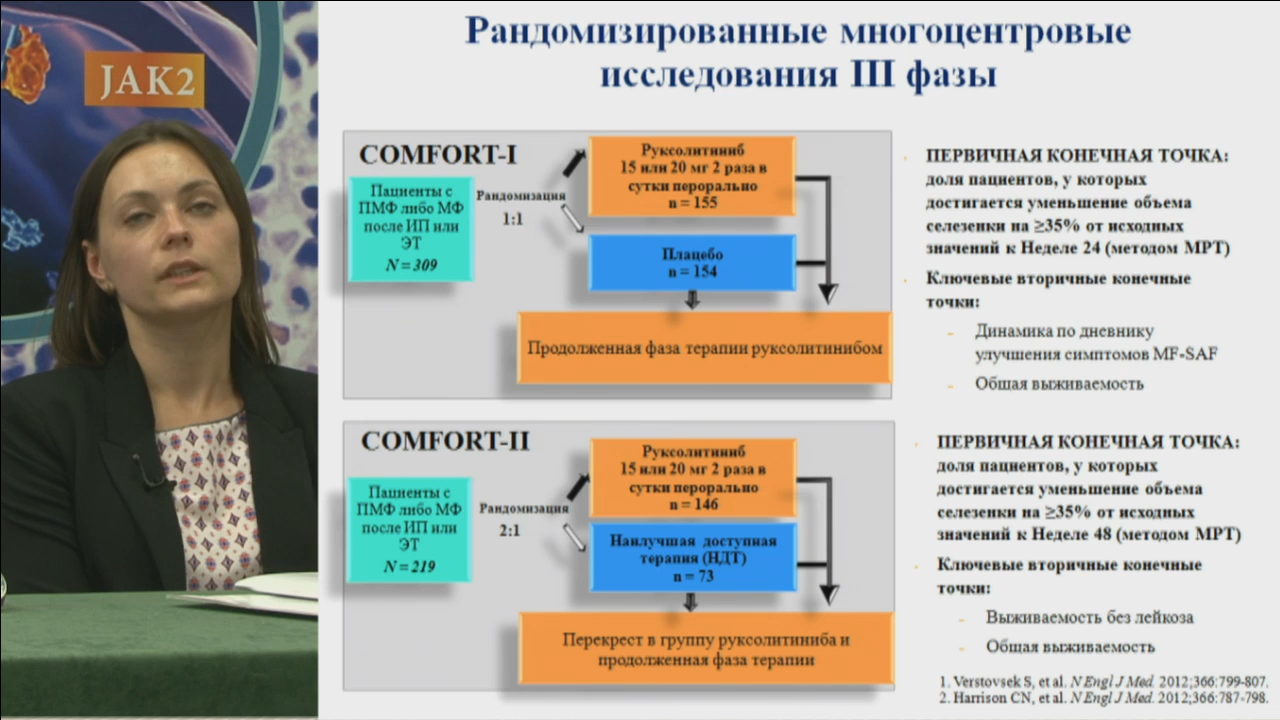 JAK2
Рандомизированные многоцентровые
исследования III фазы
COMFORT-I
Пациенты с
ПМФ либо МФ
после ИП или
ЭТ
N = 309
Рандомизация
1:1
Руксолитиниб
15 или 20 мг 2 раза в
сутки перорально
n = 155
Плацебо
n = 154
Продолженная фаза терапии руксолитинибом
ПЕРВИЧНАЯ КОНЕЧНАЯ ТОЧКА:
доля пациентов, у которых
достигается уменьшение объема
селезенки на ≥35% от исходных
значений к Неделе 24 (методом МРТ)
Ключевые вторичные конечные
точки:
– Динамика по дневнику
улучшения симптомов MF-SAF
– Общая выживаемость
COMFORT-II
Пациенты с
ПМФ либо МФ
после ИП или
ЭТ
N = 219
Рандомизация
2:1
Руксолитиниб
15 или 20 мг 2 раза в
сутки перорально
n = 146
Наилучшая доступная
терапия (НДТ)
n = 73
Перекрест в группу руксолитиниба и
продолженная фаза терапии
ПЕРВИЧНАЯ КОНЕЧНАЯ ТОЧКА:
доля пациентов, у которых
достигается уменьшение объема
селезенки на ≥35% от исходных
значений к Неделе 48 (методом МРТ)
Ключевые вторичные конечные
точки:
– Выживаемость без лейкоза
– Общая выживаемость
1. Verstovsek S, et al. N Engl J Med. 2012;366:799-807.
2. Harrison CN, et al. N Engl J Med. 2012;366:787-798.